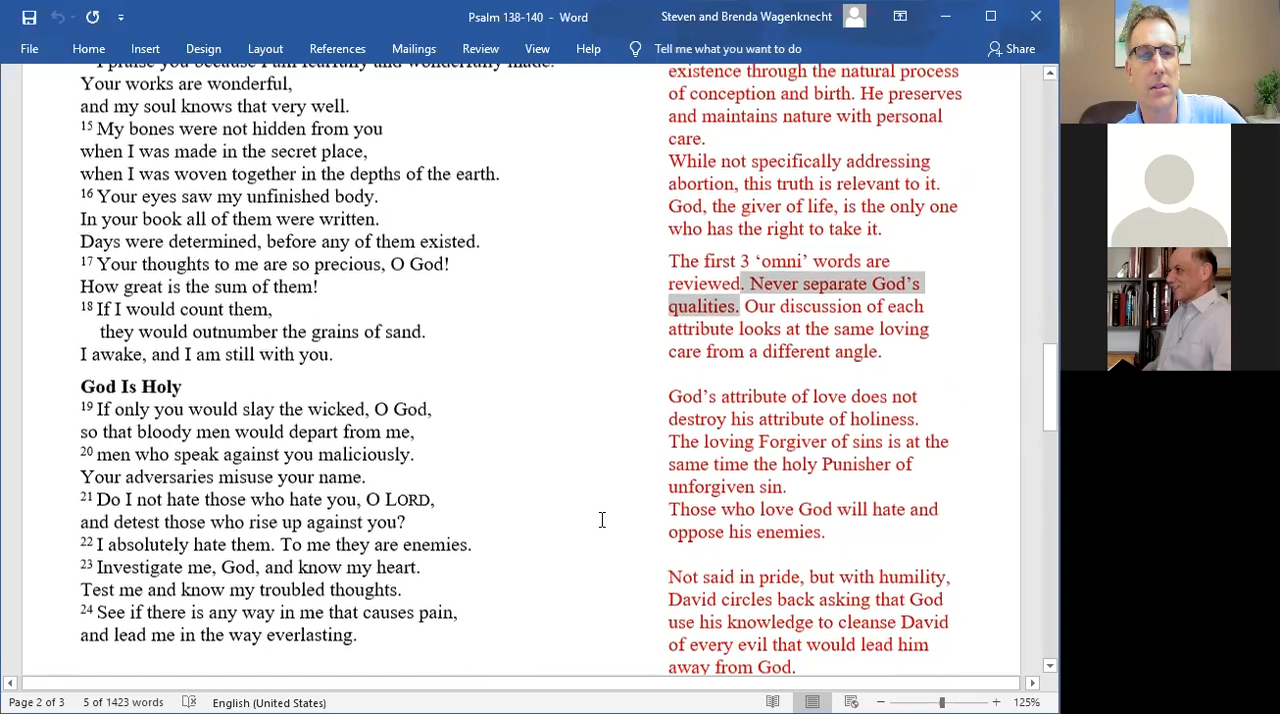 Psalm 138-140 - Word
Steven and Brenda Wagenknecht
File Home Insert Design Layout References Mailings Review View Help Tell me what you want to do Share
I praise you because I am fearfully and wonderfully made.
Your works are wonderful,
and my soul knows that very well.
15 My bones were not hidden from you
when I was made in the secret place,
when I was woven together in the depths of the earth.
16 Your eyes saw my unfinished body.
In your book all of them were written.
Days were determined, before any of them existed.
17 Your thoughts to me are so precious, O God!
How great is the sum of them!
18 If I would count them,
they would outnumber the grains of sand.
I awake, and I am still with you.
God Is Holy
19 If only you would slay the wicked, O God,
so that bloody men would depart from me,
20 men who speak against you maliciously.
Your adversaries misuse your name.
21 Do I not hate those who hate you, O LORD,
and detest those who rise up against you?
22 I absolutely hate them. To me they are enemies.
23 Investigate me, God, and know my heart.
Test me and know my troubled thoughts.
24 See if there is any way in me that causes pain,
and lead me in the way everlasting.
existence through the natural process
of conception and birth. He preserves
and maintains nature with personal
care.
While not specifically addressing
abortion, this truth is relevant to it.
God, the giver of life, is the only one
who has the right to take it.
The first 3 ‘omni’ words are
reviewed. Never separate God’s
qualities. Our discussion of each
attribute looks at the same loving
care from a different angle.
God’s attribute of love does not
destroy his attribute of holiness.
The loving Forgiver of sins is at the
same time the holy Punisher of
unforgiven sin.
Those who love God will hate and
oppose his enemies.
Not said in pride, but with humility,
David circles back asking that God
use his knowledge to cleanse David
of every evil that would lead him
away from God.
Page 2 of 3 5 of 1423 words English (United States) 125%